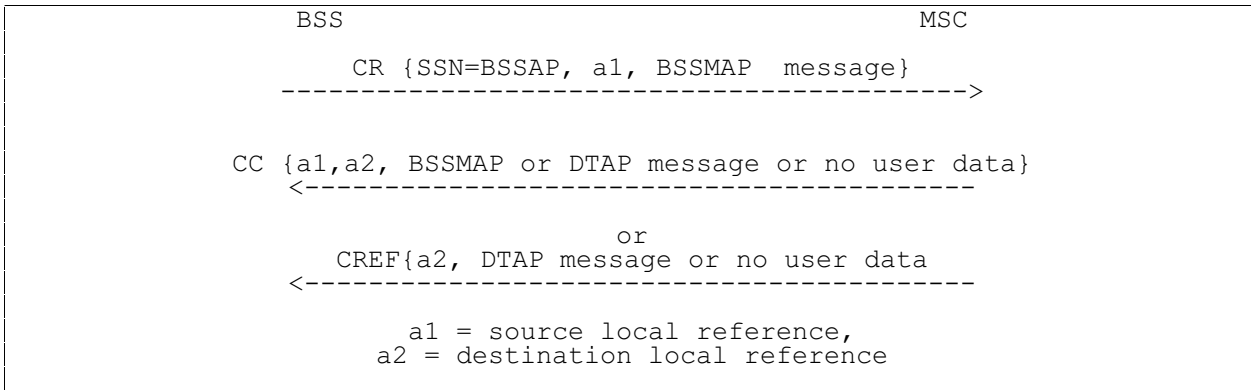 BSS MSC
CR {SSN=BSSAP, a1, BSSMAP message}
------------------------------------------->
CC {a1,a2, BSSMAP or DTAP message or no user data}
<------------------------------------------
or
CREF{a2, DTAP message or no user data
<------------------------------------------
a1 = source local reference,
a2 = destination local reference